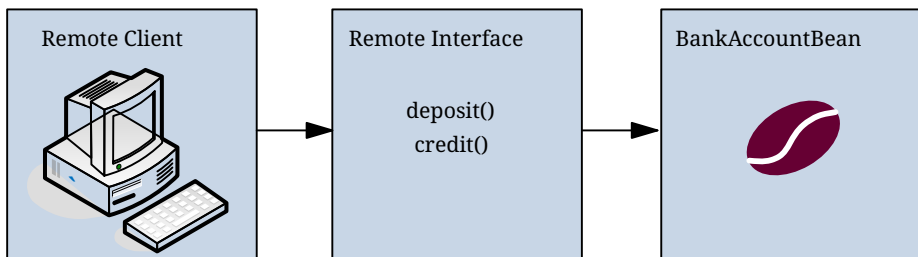 Remote Client
Remote Interface
deposit()
credit()
BankAccountBean